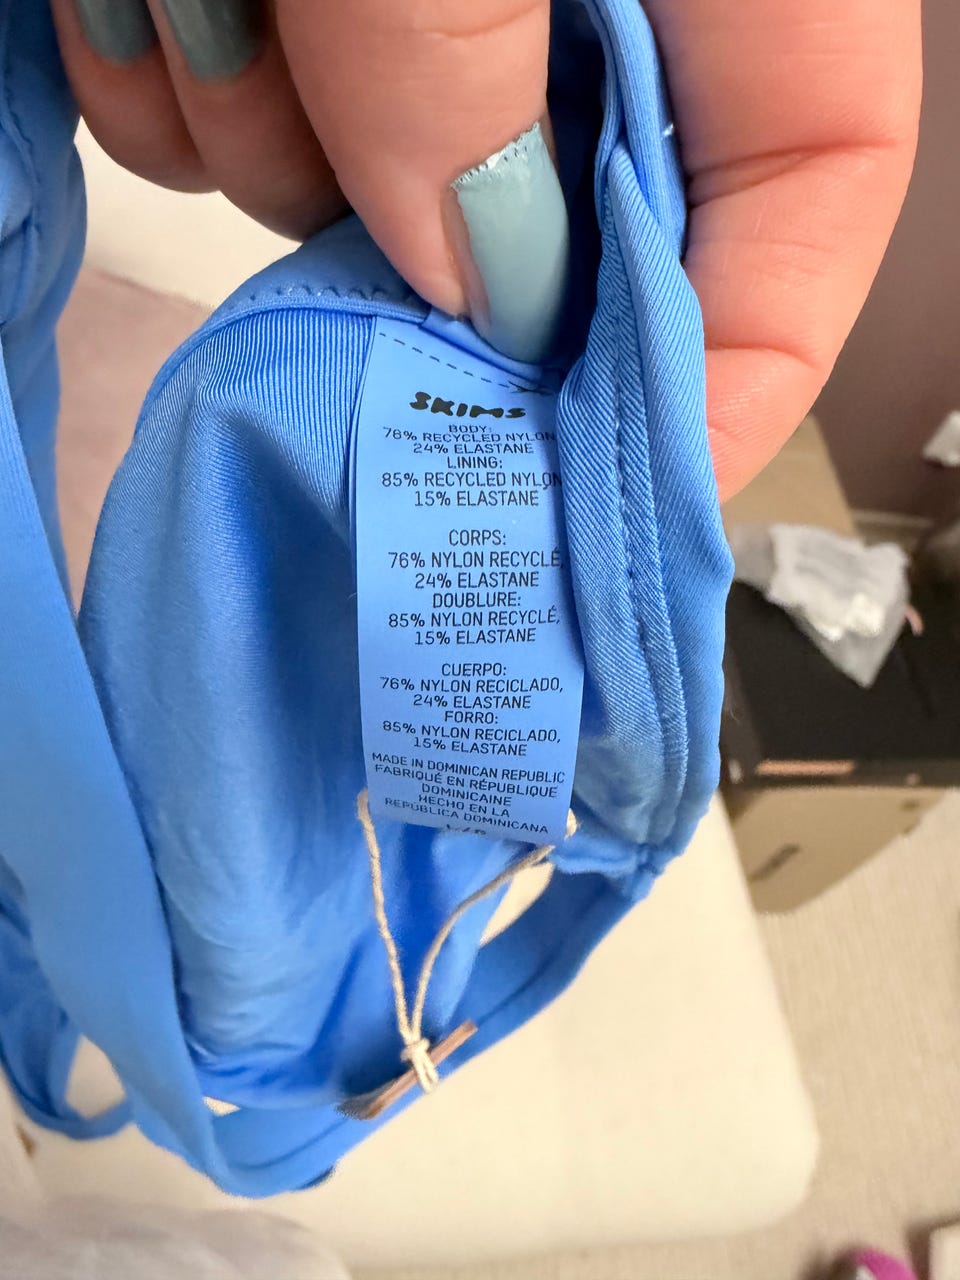 SKIMS
BODY:
76% RECYCLED NYLON
24% ELASTANE
LINING:
85% RECYCLED NYLON
15% ELASTANE
CORPS:
76% NYLON RECYCLÉ,
24% ELASTANE
DOUBLURE:
85% NYLON RECYCLÉ,
15% ELASTANE
CUERPO:
76% NYLON RECICLADO,
24% ELASTANE
FORRO:
85% NYLON RECICLADO,
15% ELASTANE
MADE IN DOMINICAN REPUBLIC
FABRIQUÉ EN RÉPUBLIQUE
DOMINICAINE
HECHO EN LA
REPÚBLICA DOMINICANA